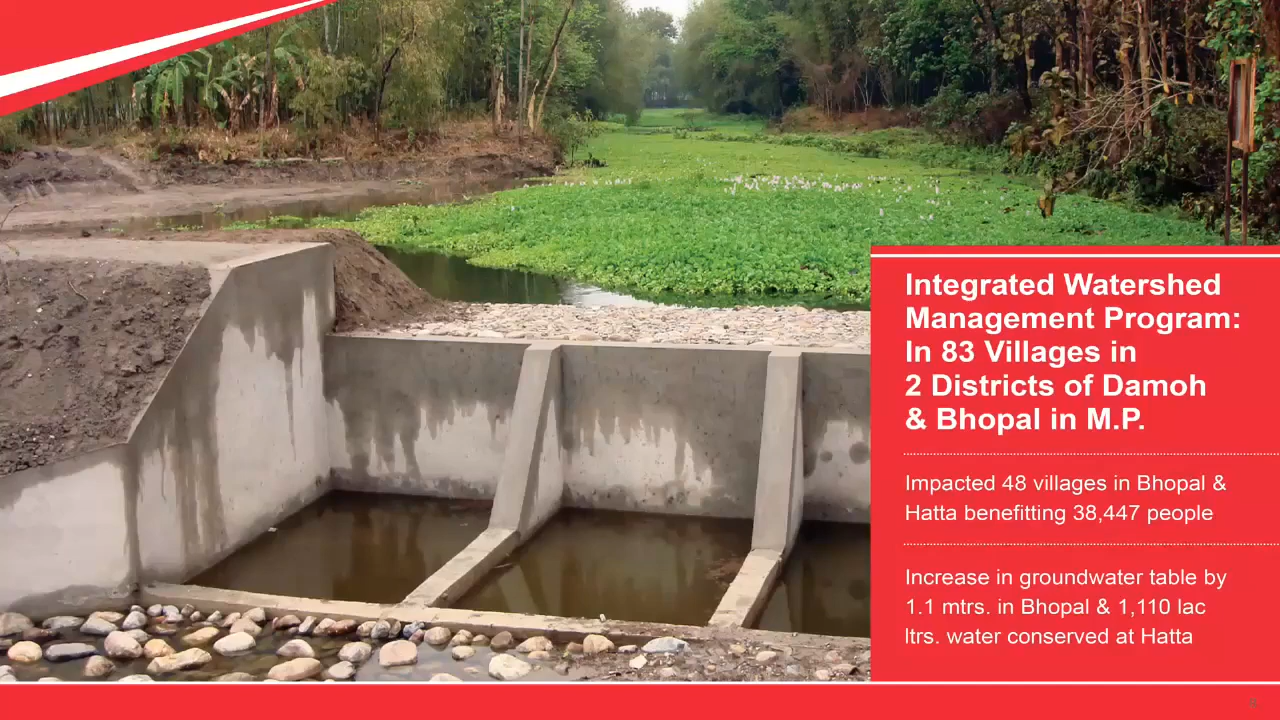 Integrated Watershed
Management Program:
In 83 Villages in
2 Districts of Damoh
& Bhopal in M.P.
Impacted 48 villages in Bhopal &
Hatta benefitting 38,447 people
Increase in groundwater table by
1.1 mtrs. in Bhopal & 1,110 lac
ltrs. water conserved at Hatta